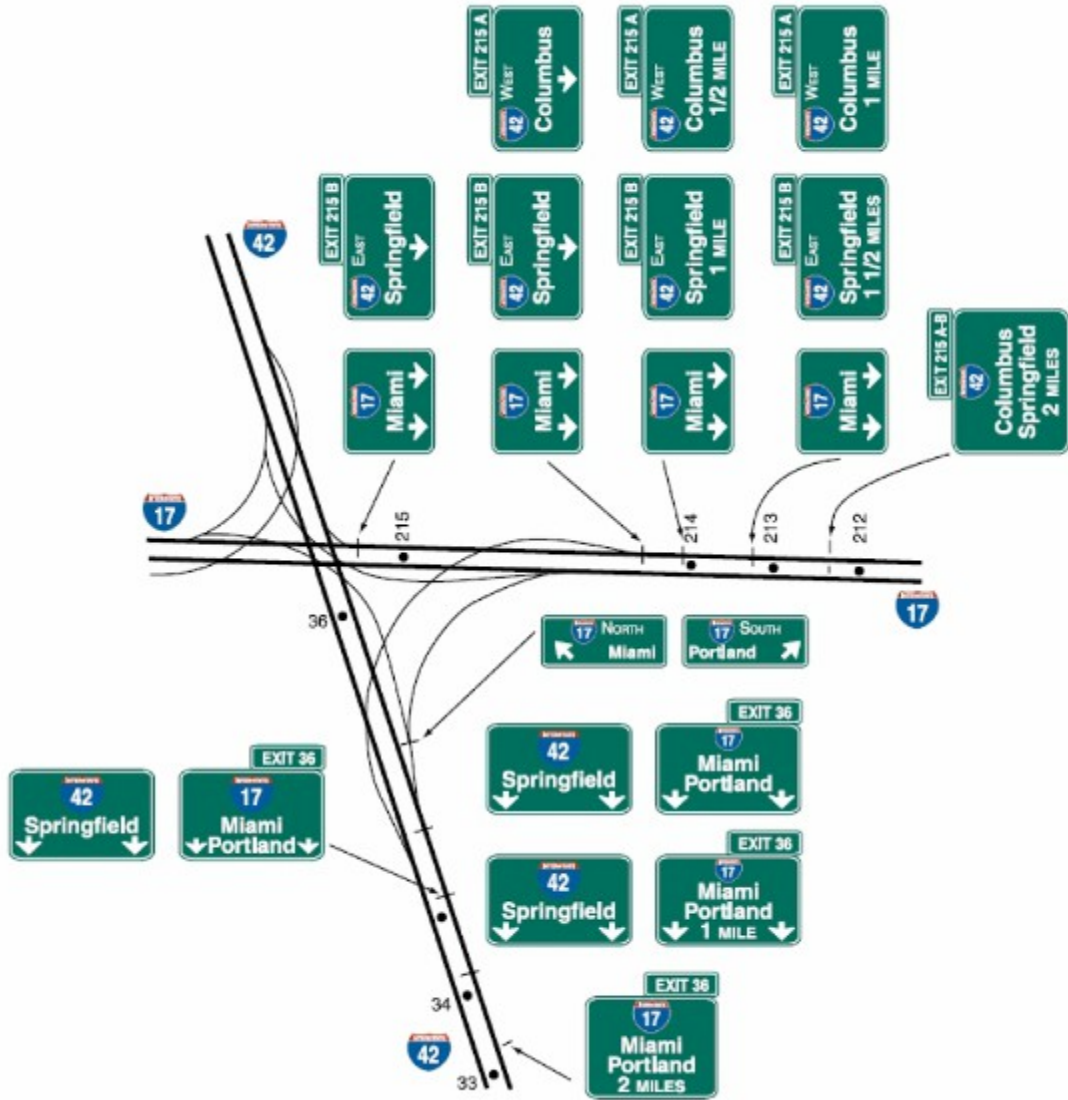 EXIT 215 A
42 WEST
Columbus
EXIT 215 A
42 WEST
Columbus
1/2 MILE
EXIT 215 A
42 WEST
Columbus
1 MILE
EXIT 215 B
42 EAST
Springfield
EXIT 215 B
42 EAST
Springfield
EXIT 215 B
42 EAST
Springfield
1 MILE
EXIT 215 B
42 EAST
Springfield
1 1/2 MILES
42
17
Miami
17
Miami
17
Miami
17
Miami
EXIT 215 A-B
42
Columbus
Springfield
2 MILES
17
215
214
213
212
17
36
17 NORTH
Miami
17 SOUTH
Portland
42
Springfield
EXIT 36
17
Miami
Portland
42
Springfield
EXIT 36
17
Miami
Portland
42
Springfield
EXIT 36
17
Miami
Portland
1 MILE
34
42
33
EXIT 36
17
Miami
Portland
2 MILES